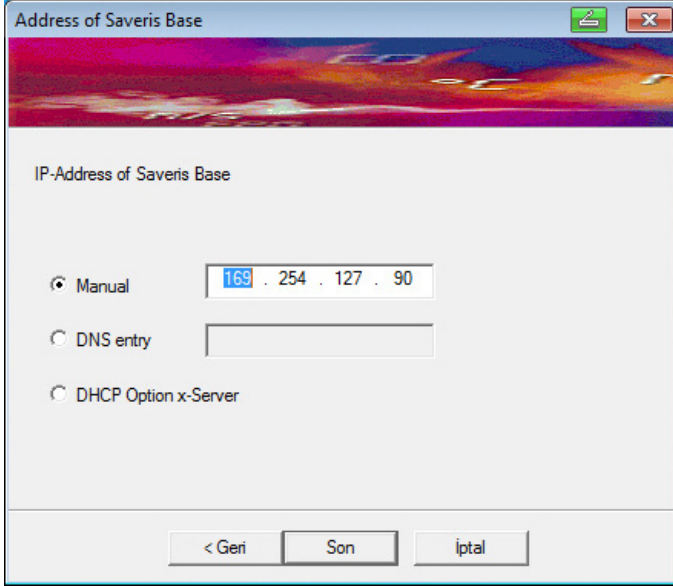 Address of Saveris Base
°C
IP-Address of Saveris Base
Manual 169 . 254 . 127 . 90
DNS entry
DHCP Option x-Server
< Geri Son İptal